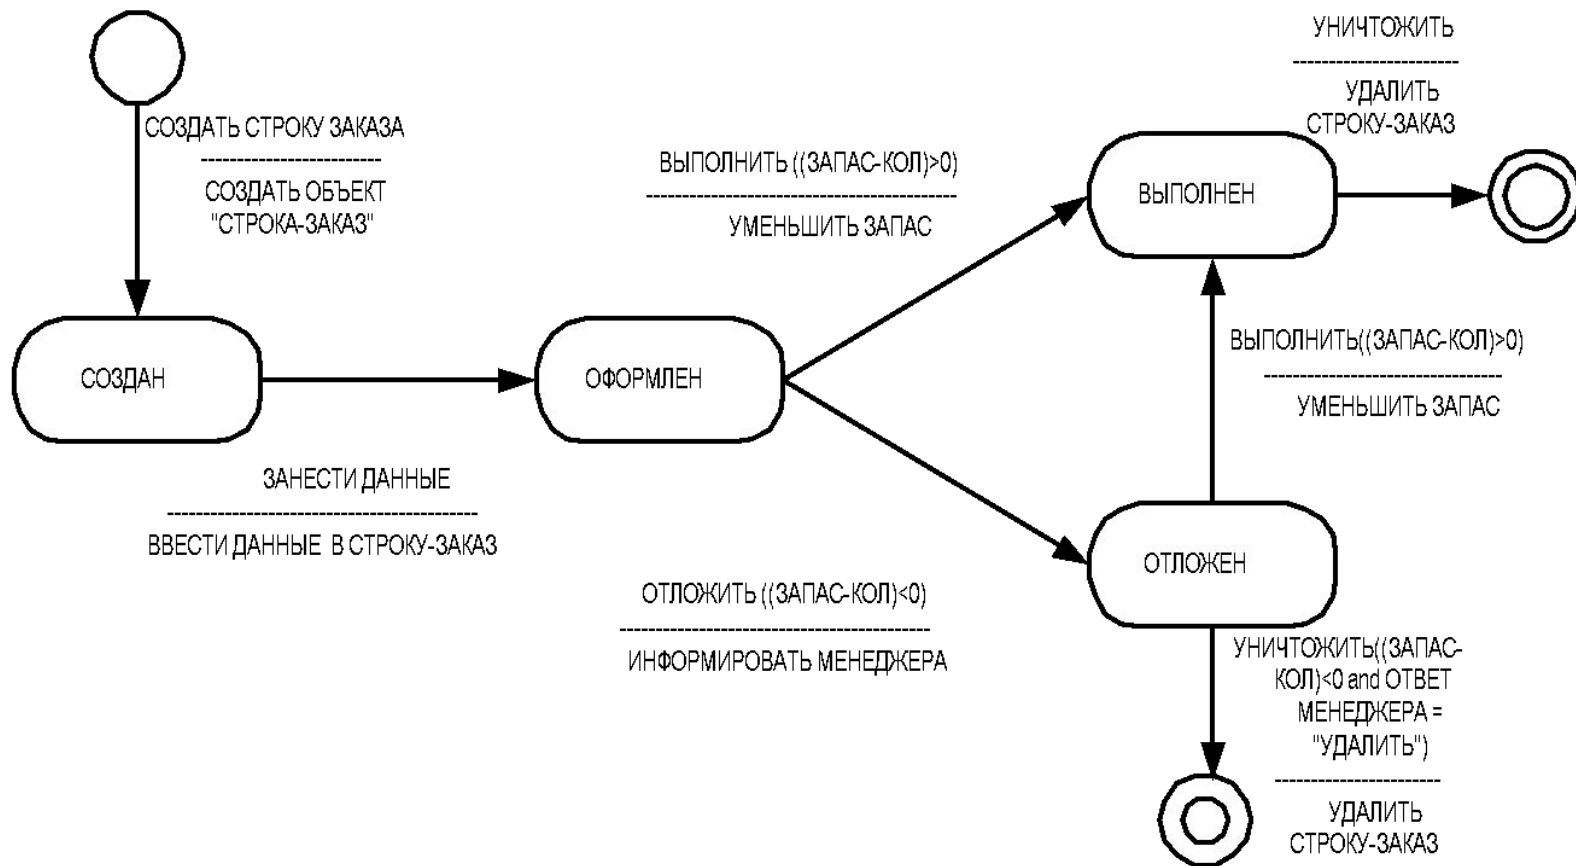 УНИЧТОЖИТЬ
-----------------------
УДАЛИТЬ
СТРОКУ-ЗАКАЗ
СОЗДАТЬ СТРОКУ ЗАКАЗА
-------------------------
СОЗДАТЬ ОБЪЕКТ
"СТРОКА-ЗАКАЗ"
ВЫПОЛНИТЬ ((ЗАПАС-КОЛ)>0)
-------------------------------------------
УМЕНЬШИТЬ ЗАПАС
ВЫПОЛНЕН
СОЗДАН
ОФОРМЛЕН
ВЫПОЛНИТЬ((ЗАПАС-КОЛ)>0)
---------------------------------
УМЕНЬШИТЬ ЗАПАС
ЗАНЕСТИ ДАННЫЕ
-------------------------------------------
ВВЕСТИ ДАННЫЕ В СТРОКУ-ЗАКАЗ
ОТЛОЖИТЬ ((ЗАПАС-КОЛ)<0)
-------------------------------------------
ИНФОРМИРОВАТЬ МЕНЕДЖЕРА
ОТЛОЖЕН
УНИЧТОЖИТЬ((ЗАПАС-
КОЛ)<0 and ОТВЕТ
МЕНЕДЖЕРА =
"УДАЛИТЬ")
-----------------------
УДАЛИТЬ
СТРОКУ-ЗАКАЗ